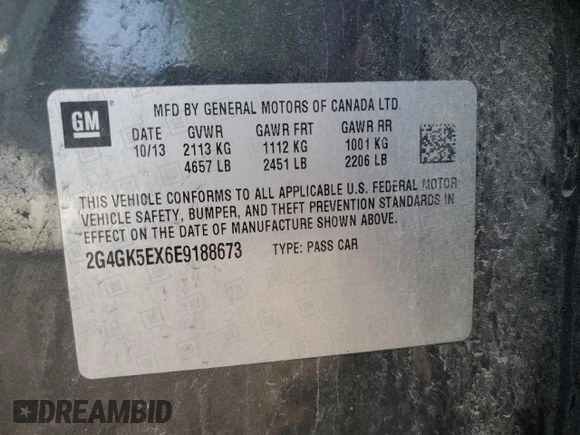 GM
MFD BY GENERAL MOTORS OF CANADA LTD.
DATE GVWR GAWR FRT GAWR RR
10/13 2113 KG 1112 KG 1001 KG
4657 LB 2451 LB 2206 LB
THIS VEHICLE CONFORMS TO ALL APPLICABLE U.S. FEDERAL MOTOR
VEHICLE SAFETY, BUMPER, AND THEFT PREVENTION STANDARDS IN
EFFECT ON THE DATE OF MANUFACTURE SHOWN ABOVE.
2G4GK5EX6E9188673 TYPE: PASS CAR
DREAMBID